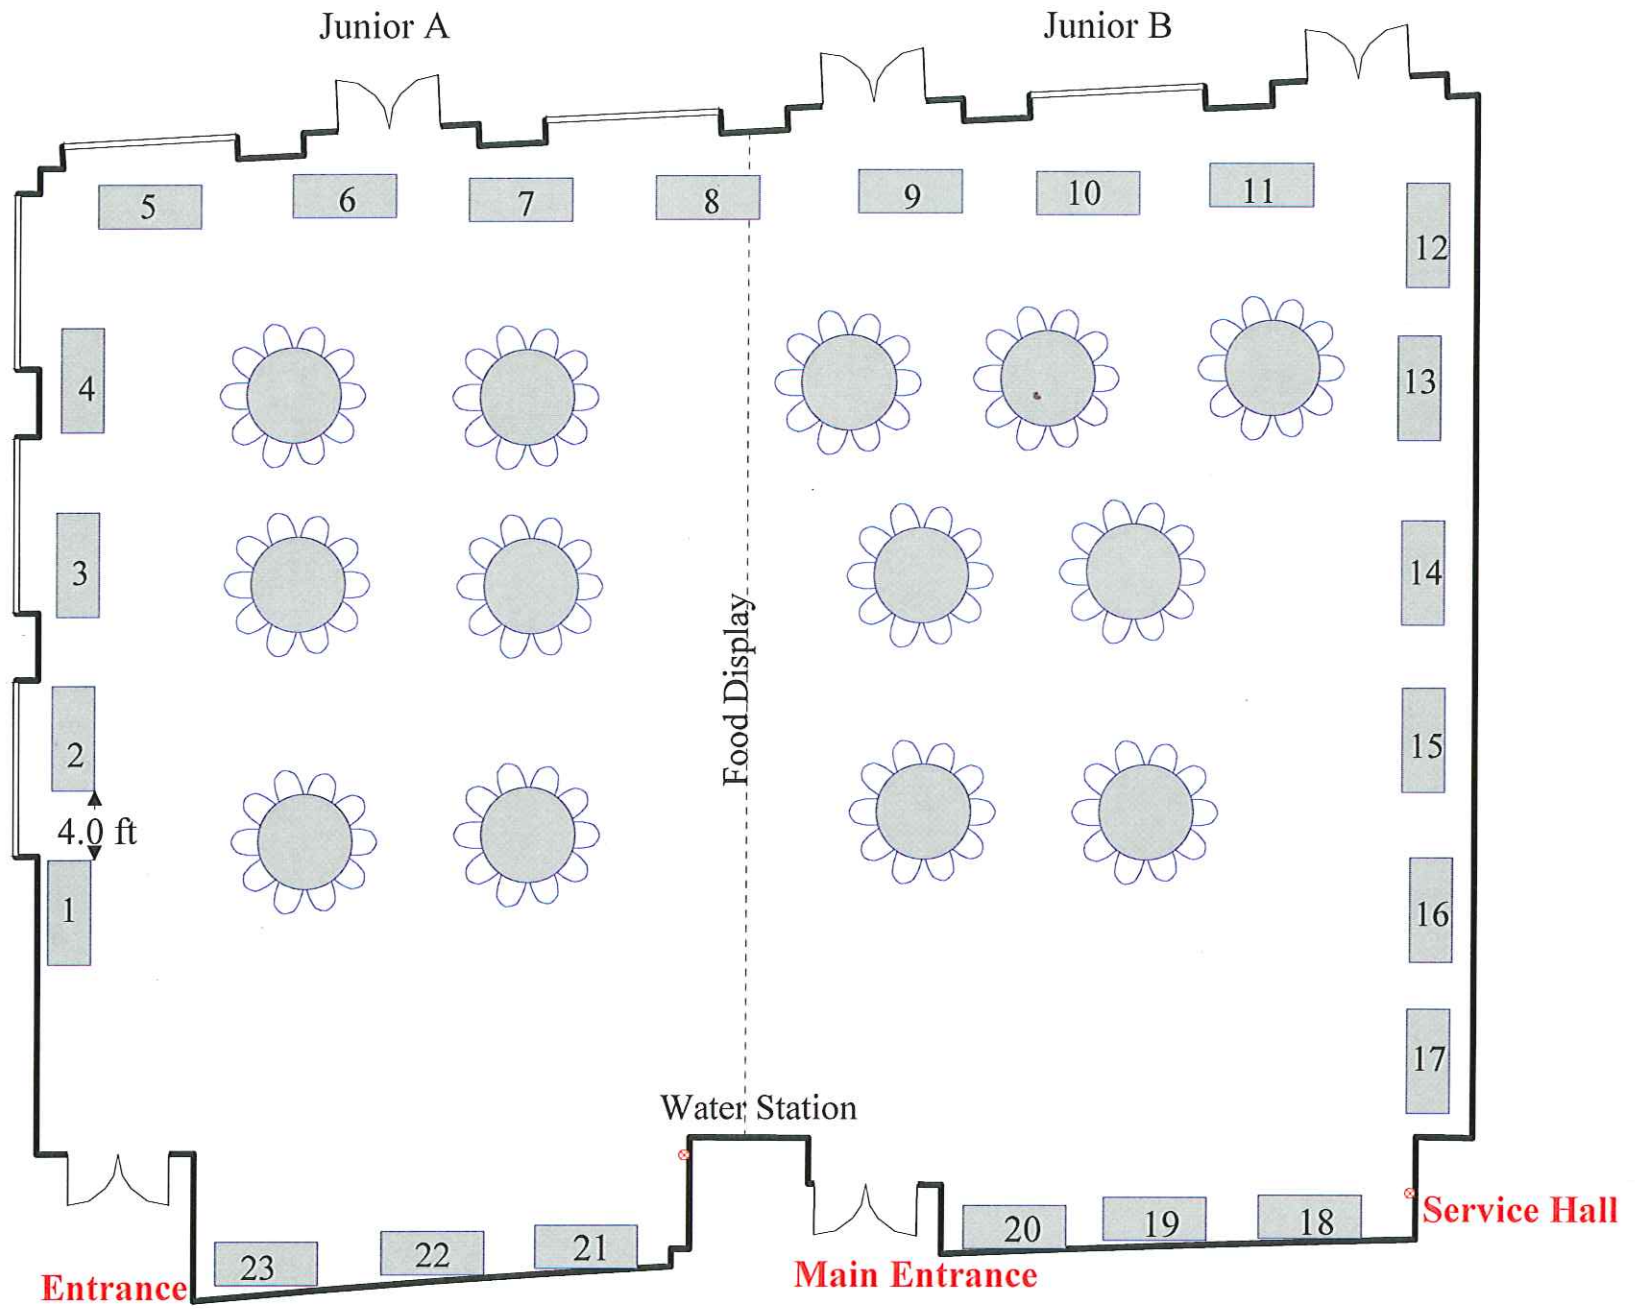 Junior A
Junior B
5
6
7
8
9
10
11
12
4
13
3
14
Food Display
2
15
4.0 ft
1
16
17
Water Station
20
19
18
Service Hall
23
22
21
Entrance
Main Entrance